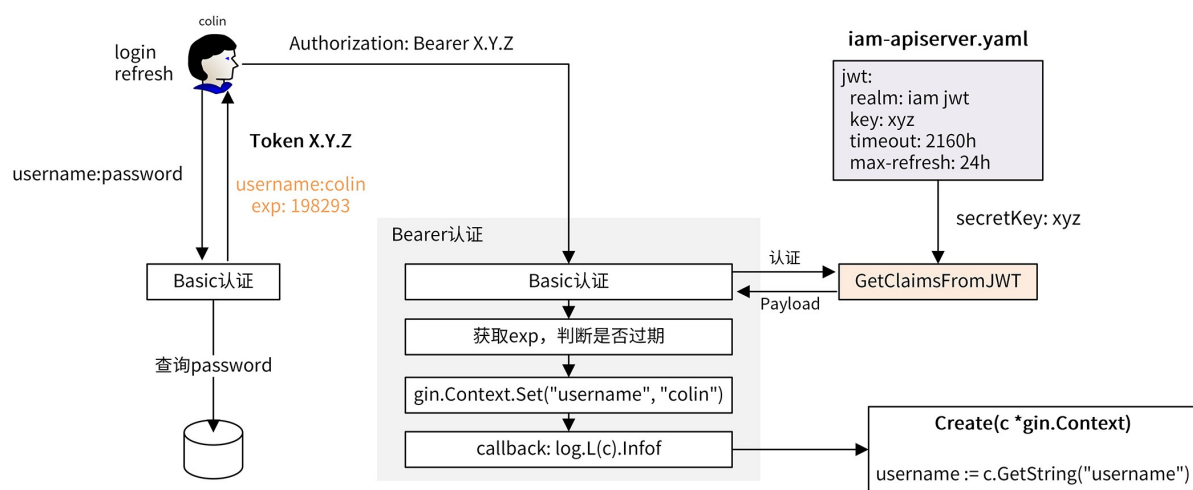 colin
login
refresh
Authorization: Bearer X.Y.Z
Token X.Y.Z
username:password
username:colin
exp: 198293
Basic认证
查询password
Bearer认证
Basic认证
获取exp，判断是否过期
gin.Context.Set("username", "colin")
callback: log.L(c).Infof
认证
Payload
iam-apiserver.yaml
jwt:
realm: iam jwt
key: xyz
timeout: 2160h
max-refresh: 24h
secretKey: xyz
GetClaimsFromJWT
Create(c *gin.Context)
username := c.GetString("username")